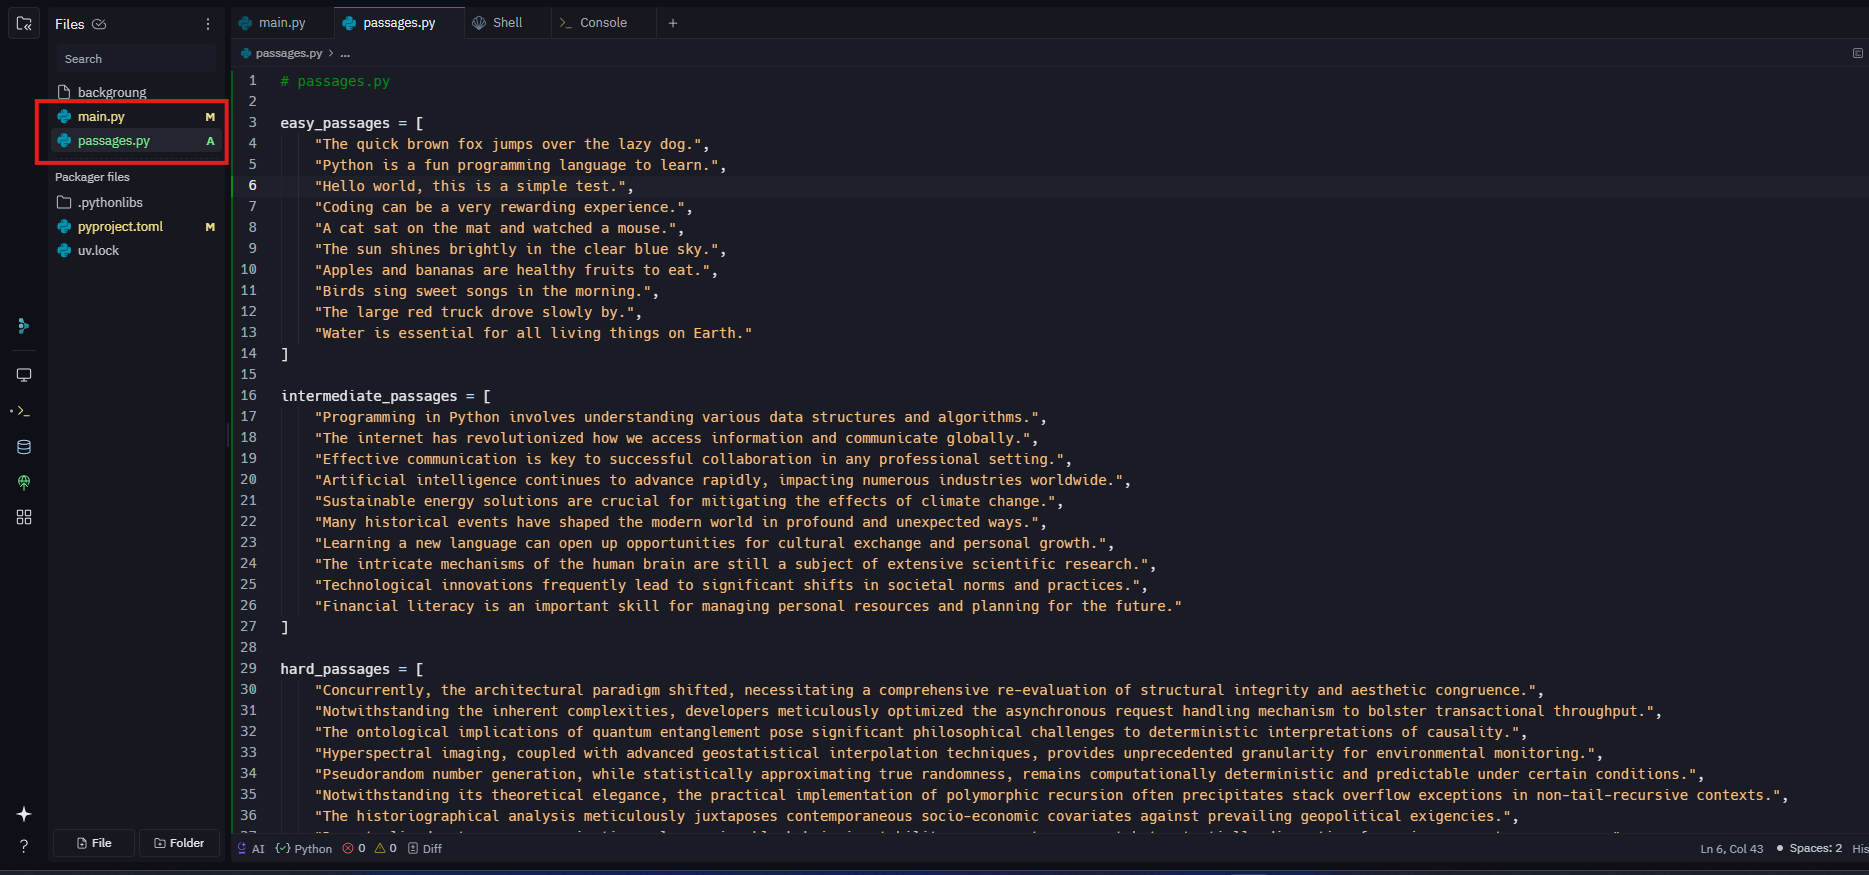 Files
main.py
passages.py
Shell
Console
Search
passages.py > ...
backgroung
main.py M
passages.py A
Packager files
.pythonlibs
pyproject.toml M
uv.lock
1 # passages.py
2
3 easy_passages = [
4 "The quick brown fox jumps over the lazy dog.",
5 "Python is a fun programming language to learn.",
6 "Hello world, this is a simple test.",
7 "Coding can be a very rewarding experience.",
8 "A cat sat on the mat and watched a mouse.",
9 "The sun shines brightly in the clear blue sky.",
10 "Apples and bananas are healthy fruits to eat.",
11 "Birds sing sweet songs in the morning.",
12 "The large red truck drove slowly by.",
13 "Water is essential for all living things on Earth."
14 ]
15
16 intermediate_passages = [
17 "Programming in Python involves understanding various data structures and algorithms.",
18 "The internet has revolutionized how we access information and communicate globally.",
19 "Effective communication is key to successful collaboration in any professional setting.",
20 "Artificial intelligence continues to advance rapidly, impacting numerous industries worldwide.",
21 "Sustainable energy solutions are crucial for mitigating the effects of climate change.",
22 "Many historical events have shaped the modern world in profound and unexpected ways.",
23 "Learning a new language can open up opportunities for cultural exchange and personal growth.",
24 "The intricate mechanisms of the human brain are still a subject of extensive scientific research.",
25 "Technological innovations frequently lead to significant shifts in societal norms and practices.",
26 "Financial literacy is an important skill for managing personal resources and planning for the future."
27 ]
28
29 hard_passages = [
30 "Concurrently, the architectural paradigm shifted, necessitating a comprehensive re-evaluation of structural integrity and aesthetic congruence.",
31 "Notwithstanding the inherent complexities, developers meticulously optimized the asynchronous request handling mechanism to bolster transactional throughput.",
32 "The ontological implications of quantum entanglement pose significant philosophical challenges to deterministic interpretations of causality.",
33 "Hyperspectral imaging, coupled with advanced geostatistical interpolation techniques, provides unprecedented granularity for environmental monitoring.",
34 "Pseudorandom number generation, while statistically approximating true randomness, remains computationally deterministic and predictable under certain conditions.",
35 "Notwithstanding its theoretical elegance, the practical implementation of polymorphic recursion often precipitates stack overflow exceptions in non-tail-recursive contexts.",
36 "The historiographical analysis meticulously juxtaposes contemporaneous socio-economic covariates against prevailing geopolitical exigencies.",
File
Folder
AI
Python
0
0
Diff
Ln 6, Col 43
Spaces: 2
His